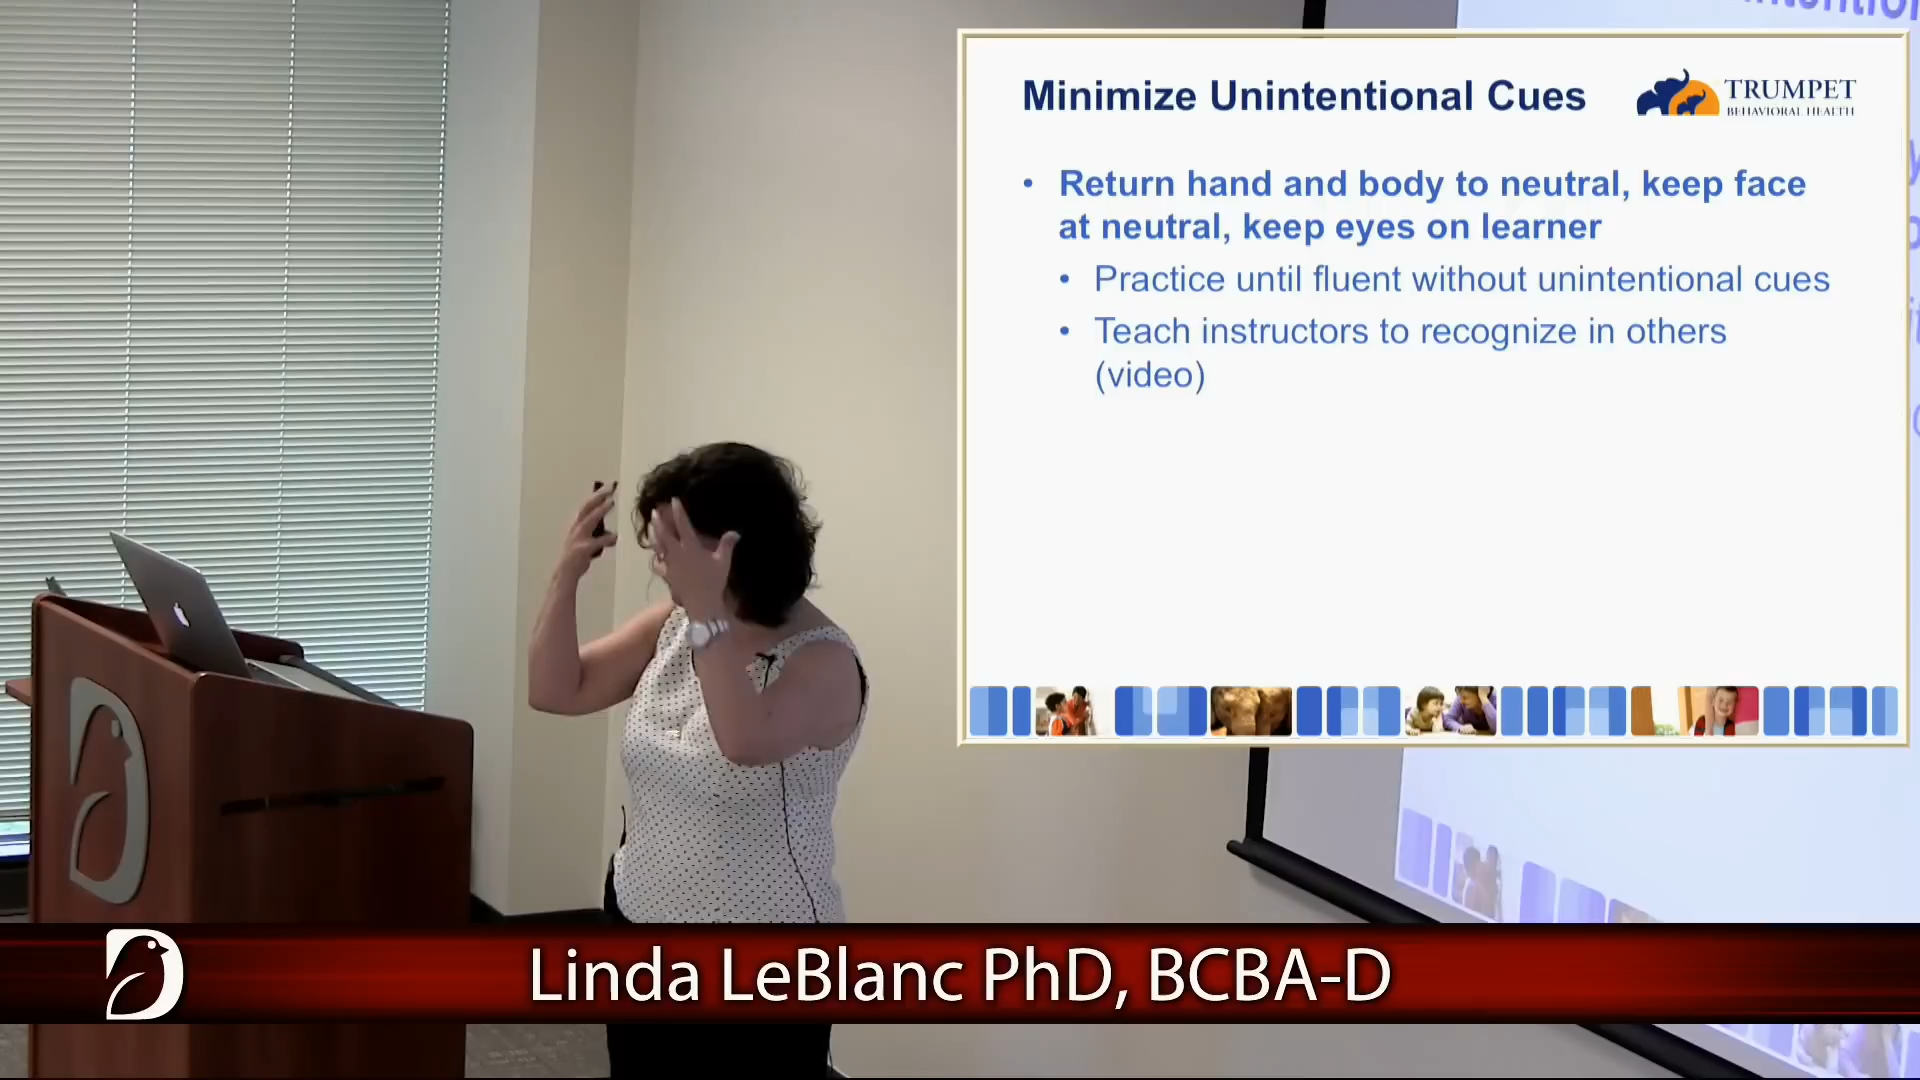 Minimize Unintentional Cues
TRUMPET
BEHAVIORAL HEALTH
• Return hand and body to neutral, keep face
at neutral, keep eyes on learner
• Practice until fluent without unintentional cues
• Teach instructors to recognize in others
(video)
Linda LeBlanc PhD, BCBA-D